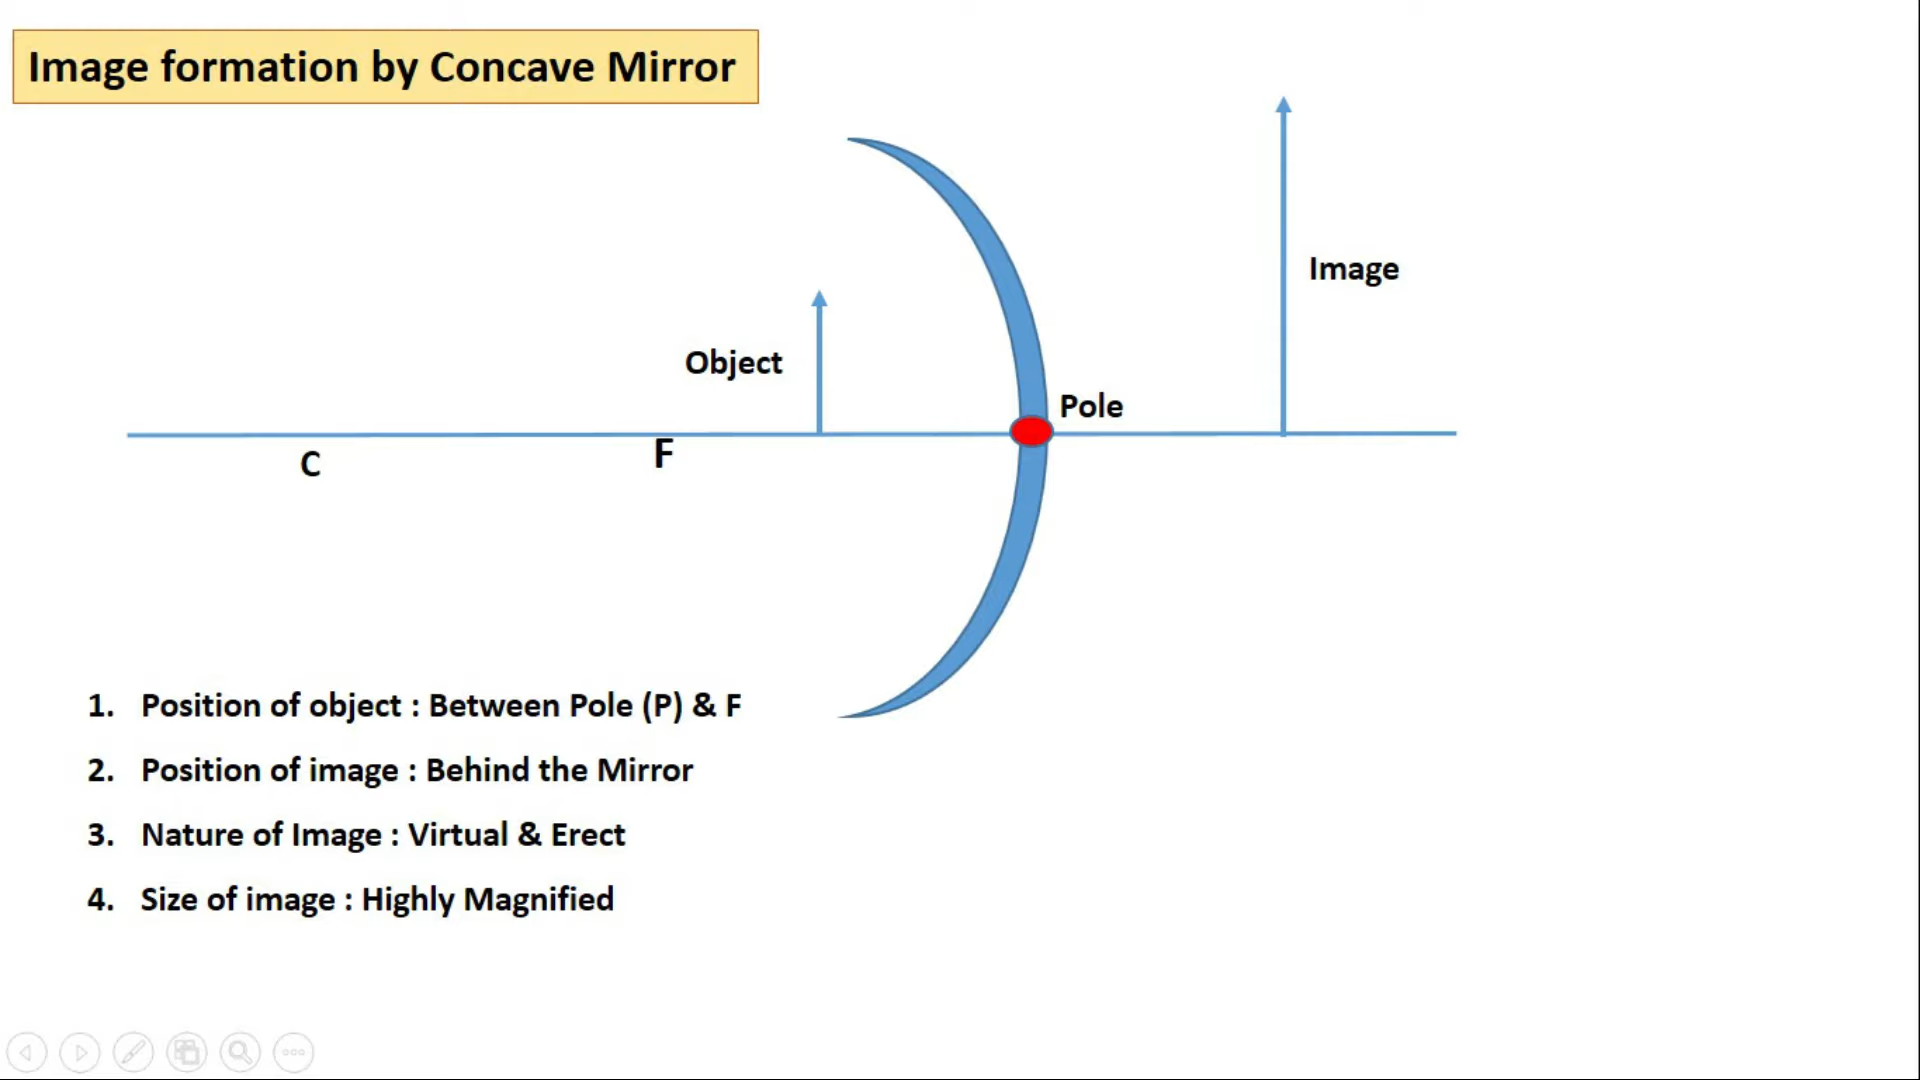 Image formation by Concave Mirror
Image
Object
Pole
C
F
1. Position of object : Between Pole (P) & F
2. Position of image : Behind the Mirror
3. Nature of Image : Virtual & Erect
4. Size of image : Highly Magnified